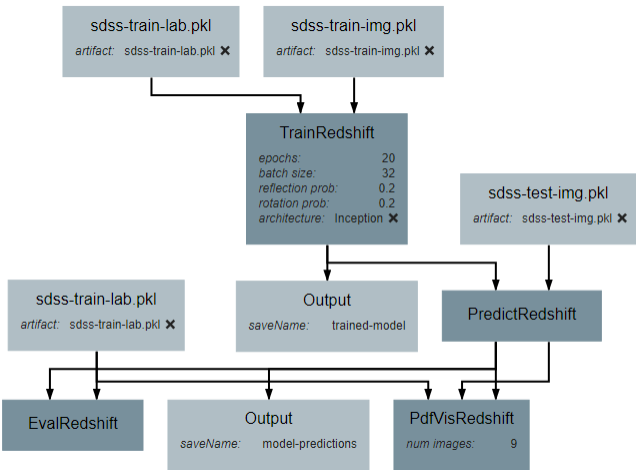 sdss-train-lab.pkl
artifact: sdss-train-lab.pkl ✖
sdss-train-img.pkl
artifact: sdss-train-img.pkl ✖
TrainRedshift
epochs: 20
batch size: 32
reflection prob: 0.2
rotation prob: 0.2
architecture: Inception ✖
sdss-test-img.pkl
artifact: sdss-test-img.pkl ✖
sdss-train-lab.pkl
artifact: sdss-train-lab.pkl ✖
Output
saveName: trained-model
PredictRedshift
EvalRedshift
Output
saveName: model-predictions
PdfVisRedshift
num images: 9